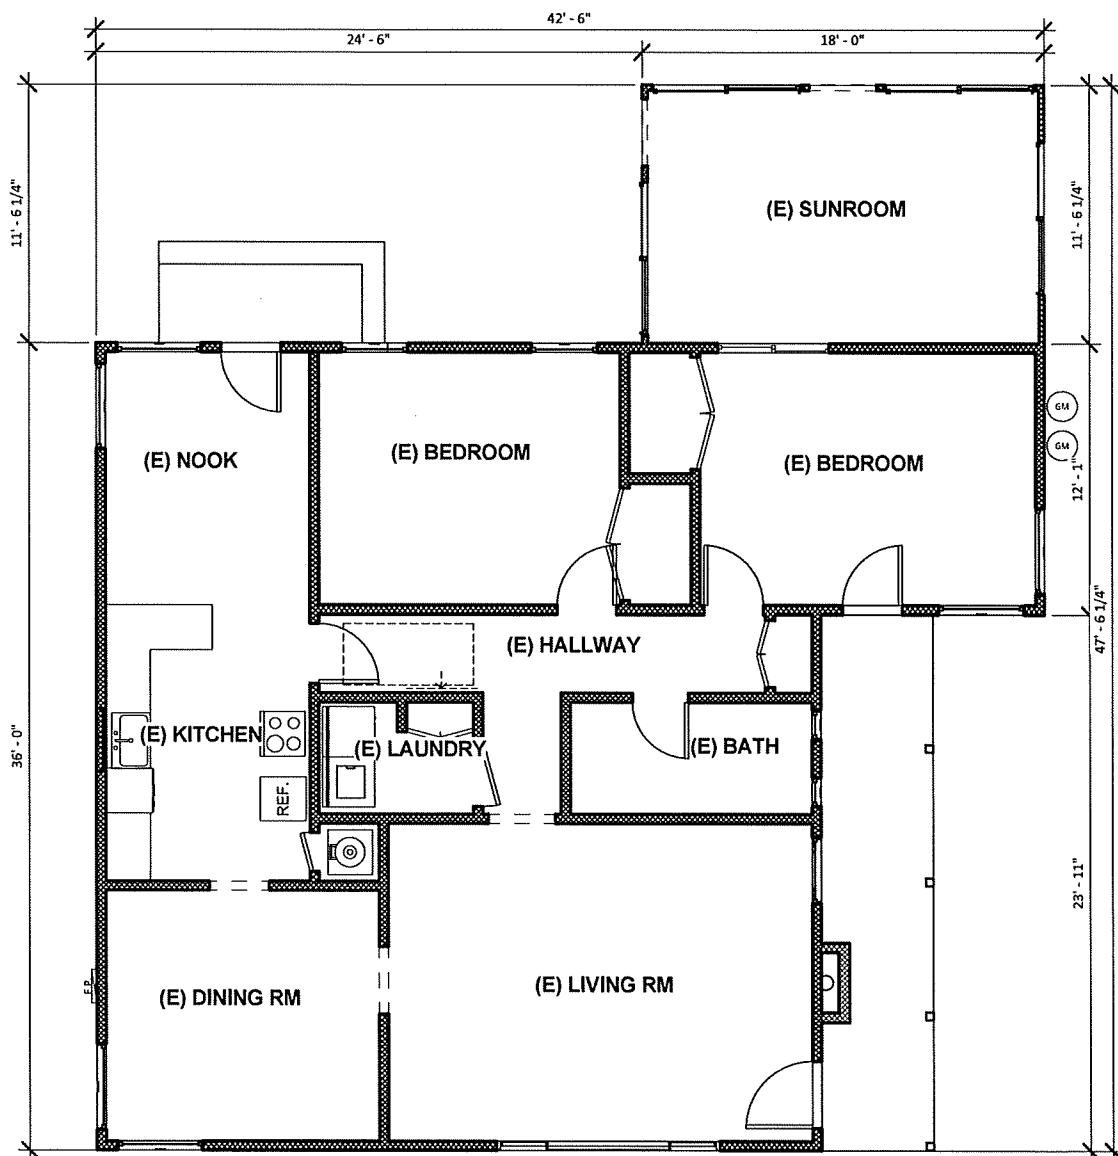 42' - 6"
24' - 6"
18' - 0"
11' - 6 1/4"
(E) SUNROOM
11' - 6 1/4"
(E) NOOK
(E) BEDROOM
(E) BEDROOM
GM
GM
12' - 1"
47' - 6 1/4"
(E) HALLWAY
36' - 0"
(E) KITCHEN
(E) LAUNDRY
(E) BATH
REF.
23' - 11"
E.P.
(E) DINING RM
(E) LIVING RM